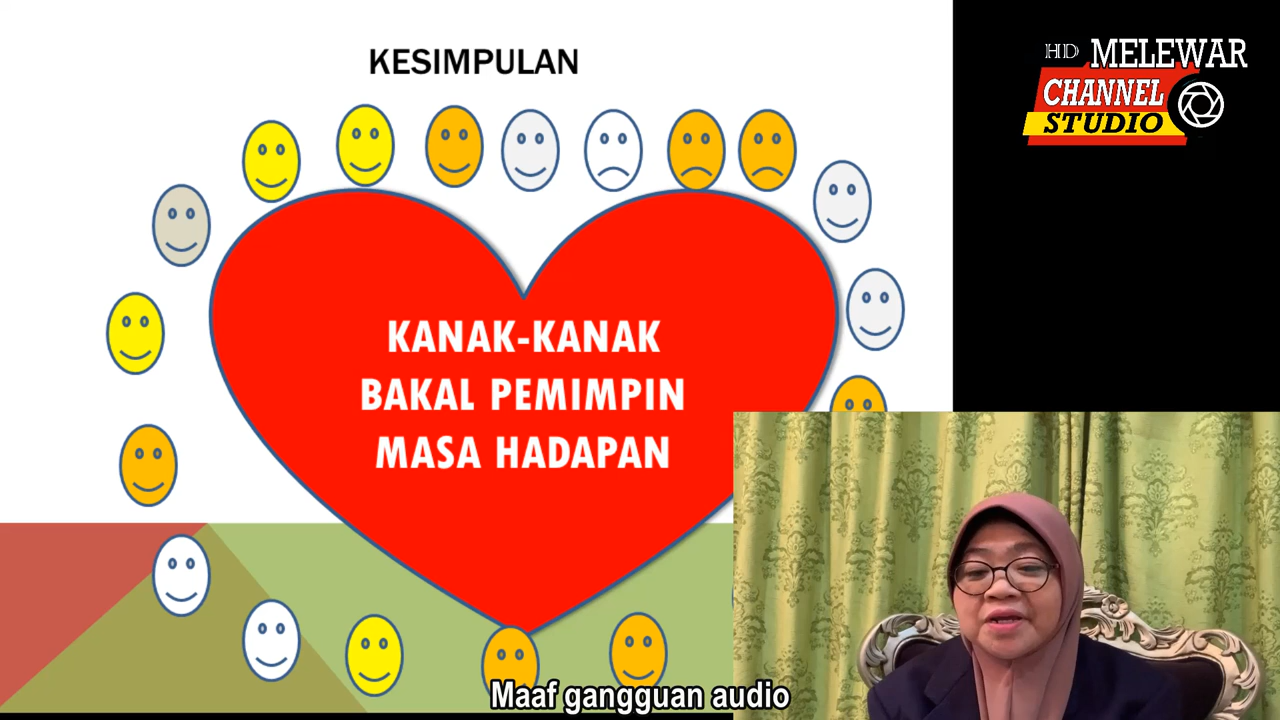 KESIMPULAN
HD MELEWAR
CHANNEL
STUDIO
KANAK-KANAK
BAKAL PEMIMPIN
MASA HADAPAN
Maaf gangguan audio